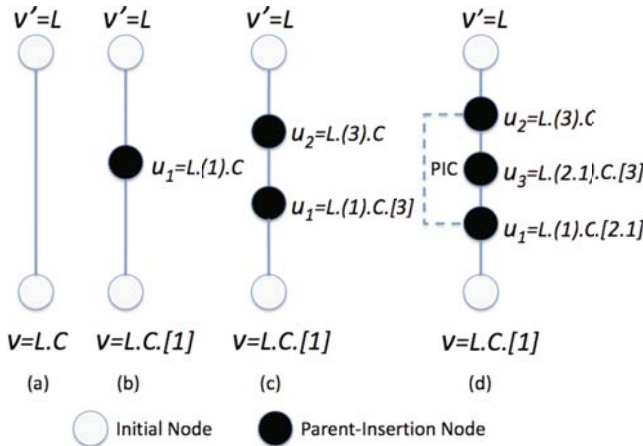 v'=L
v'=L
v'=L
v'=L
u₂=L.(3).C
u₂=L.(3).C
u₁=L.(1).C
PIC
u₃=L.(2.1).C.[3]
u₁=L.(1).C.[3]
u₁=L.(1).C.[2.1]
v=L.C
v=L.C.[1]
v=L.C.[1]
v=L.C.[1]
(a)
(b)
(c)
(d)
Initial Node
Parent-Insertion Node